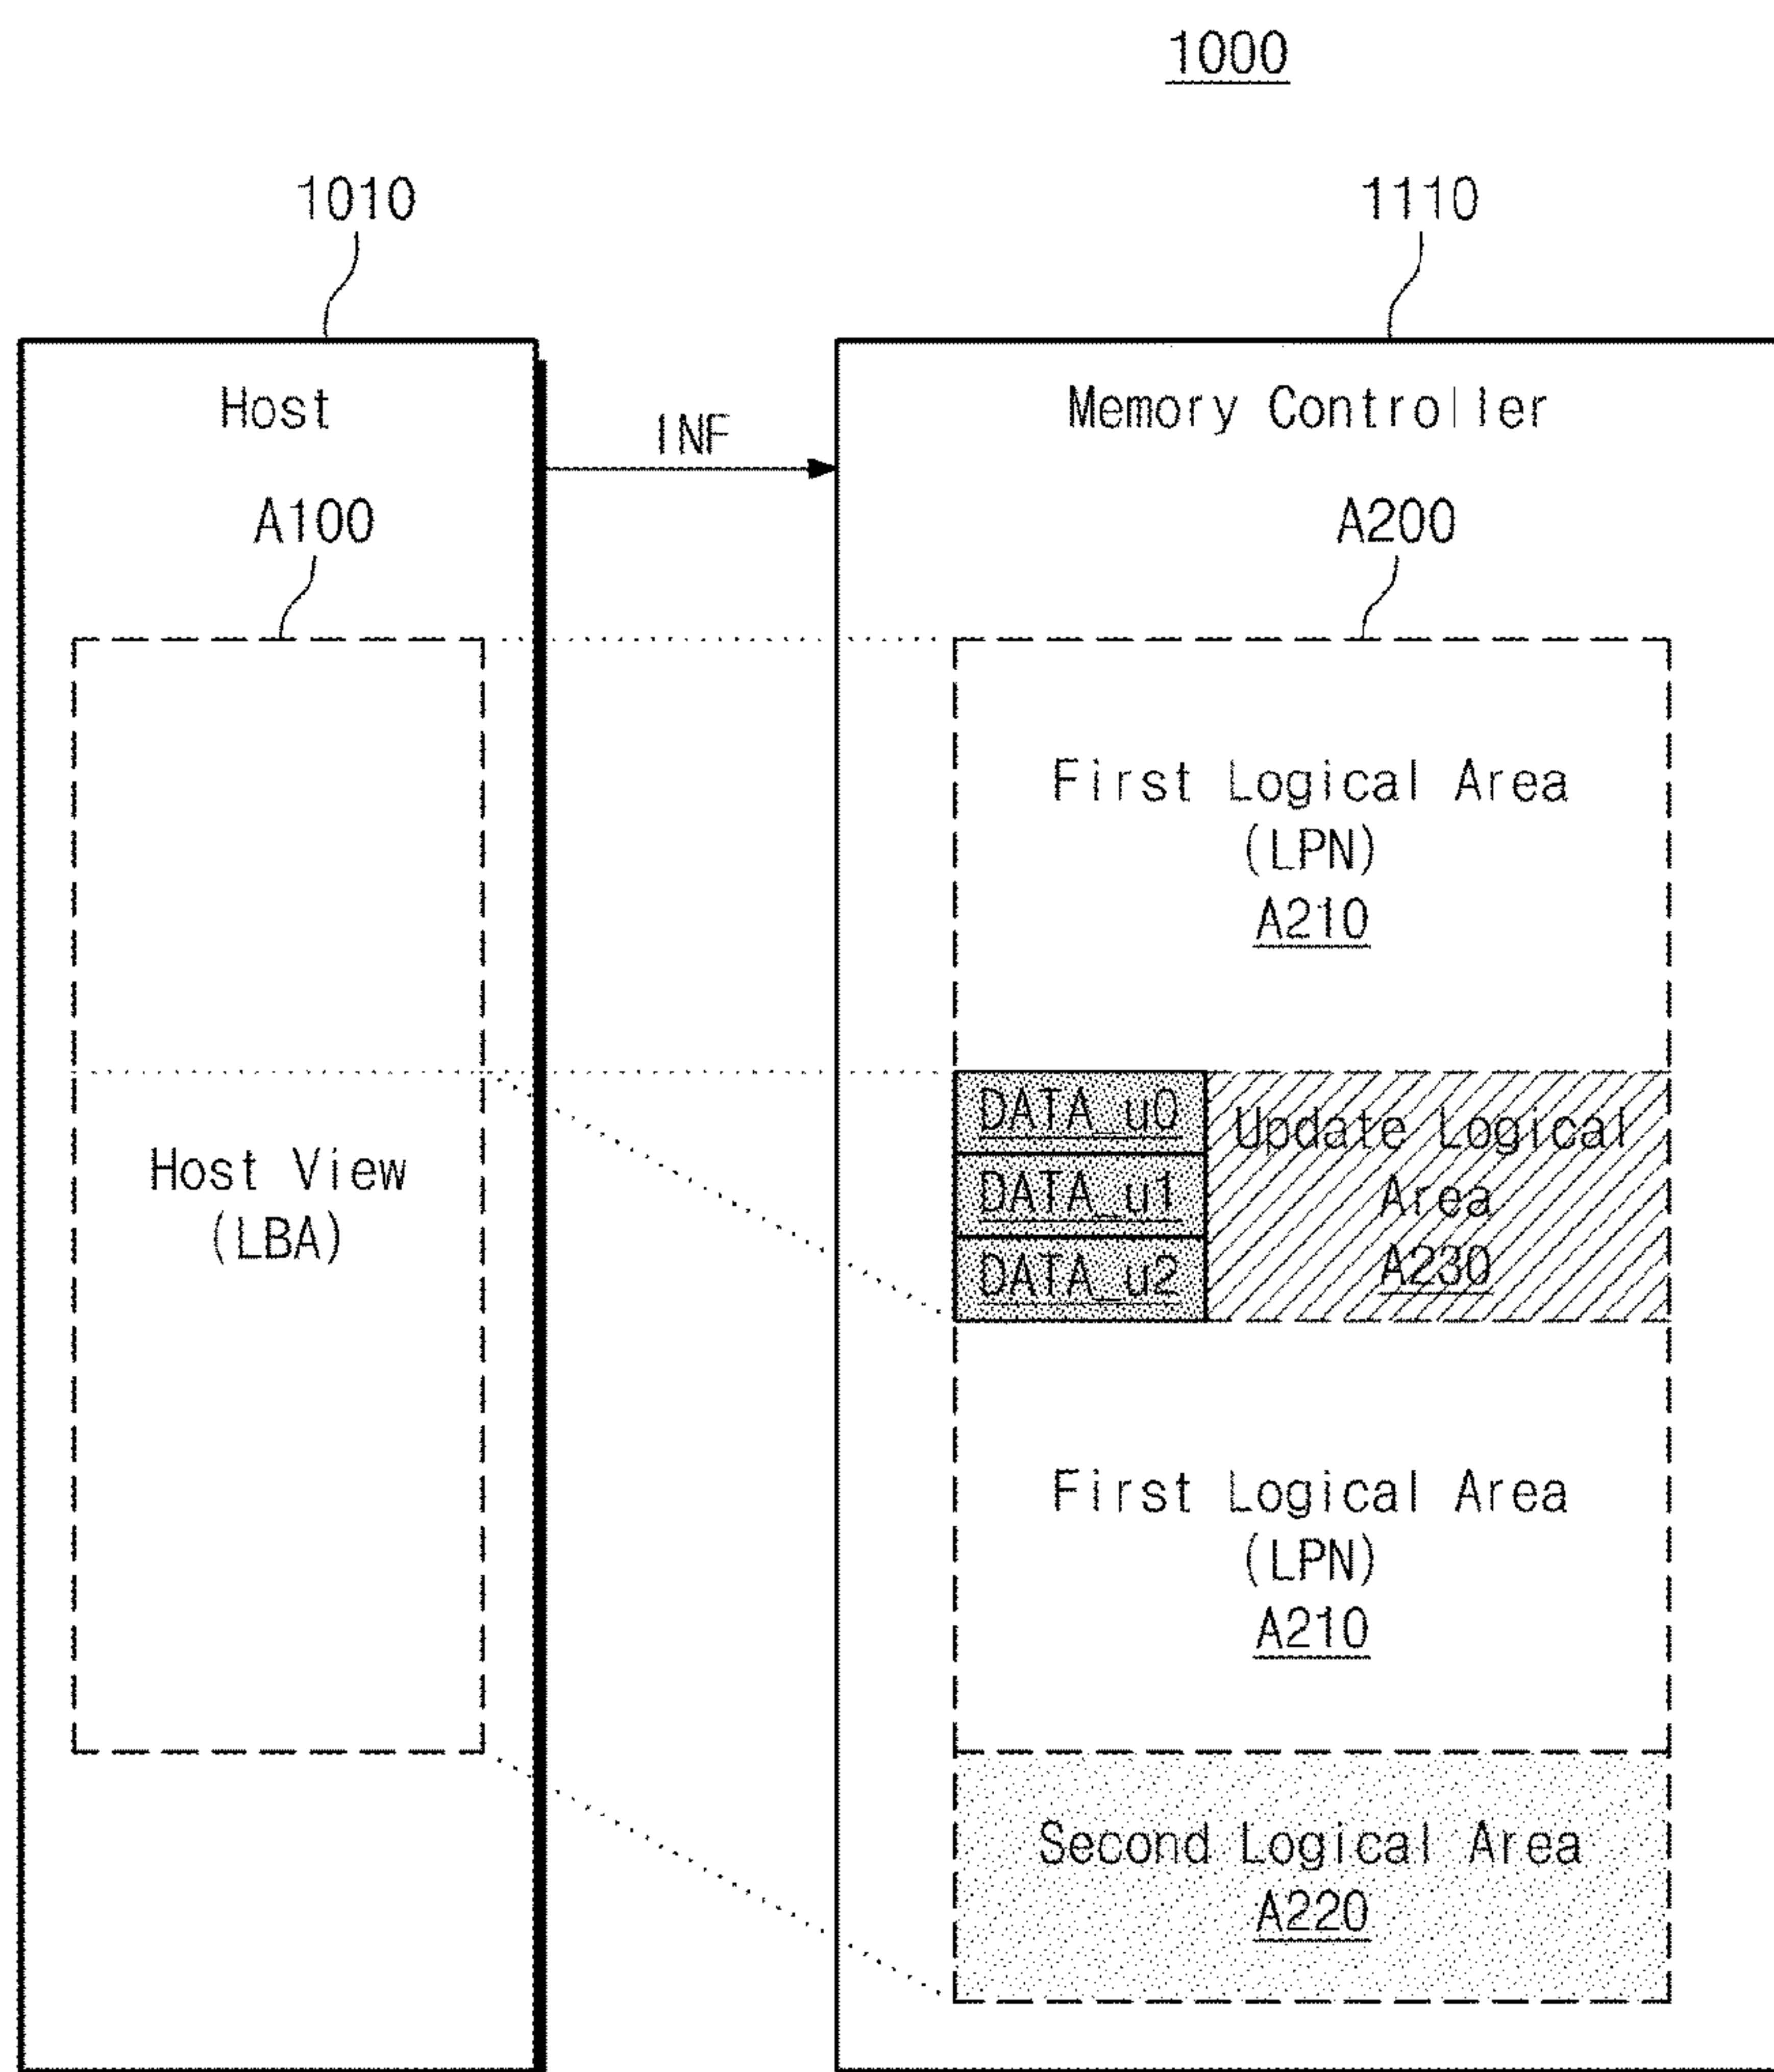 1000
1010
1110
Host
INF
Memory Controller
A100
A200
First Logical Area
(LPN)
A210
Host View
(LBA)
DATA_u0
DATA_u1
DATA_u2
Update Logical
Area
A230
First Logical Area
(LPN)
A210
Second Logical Area
A220